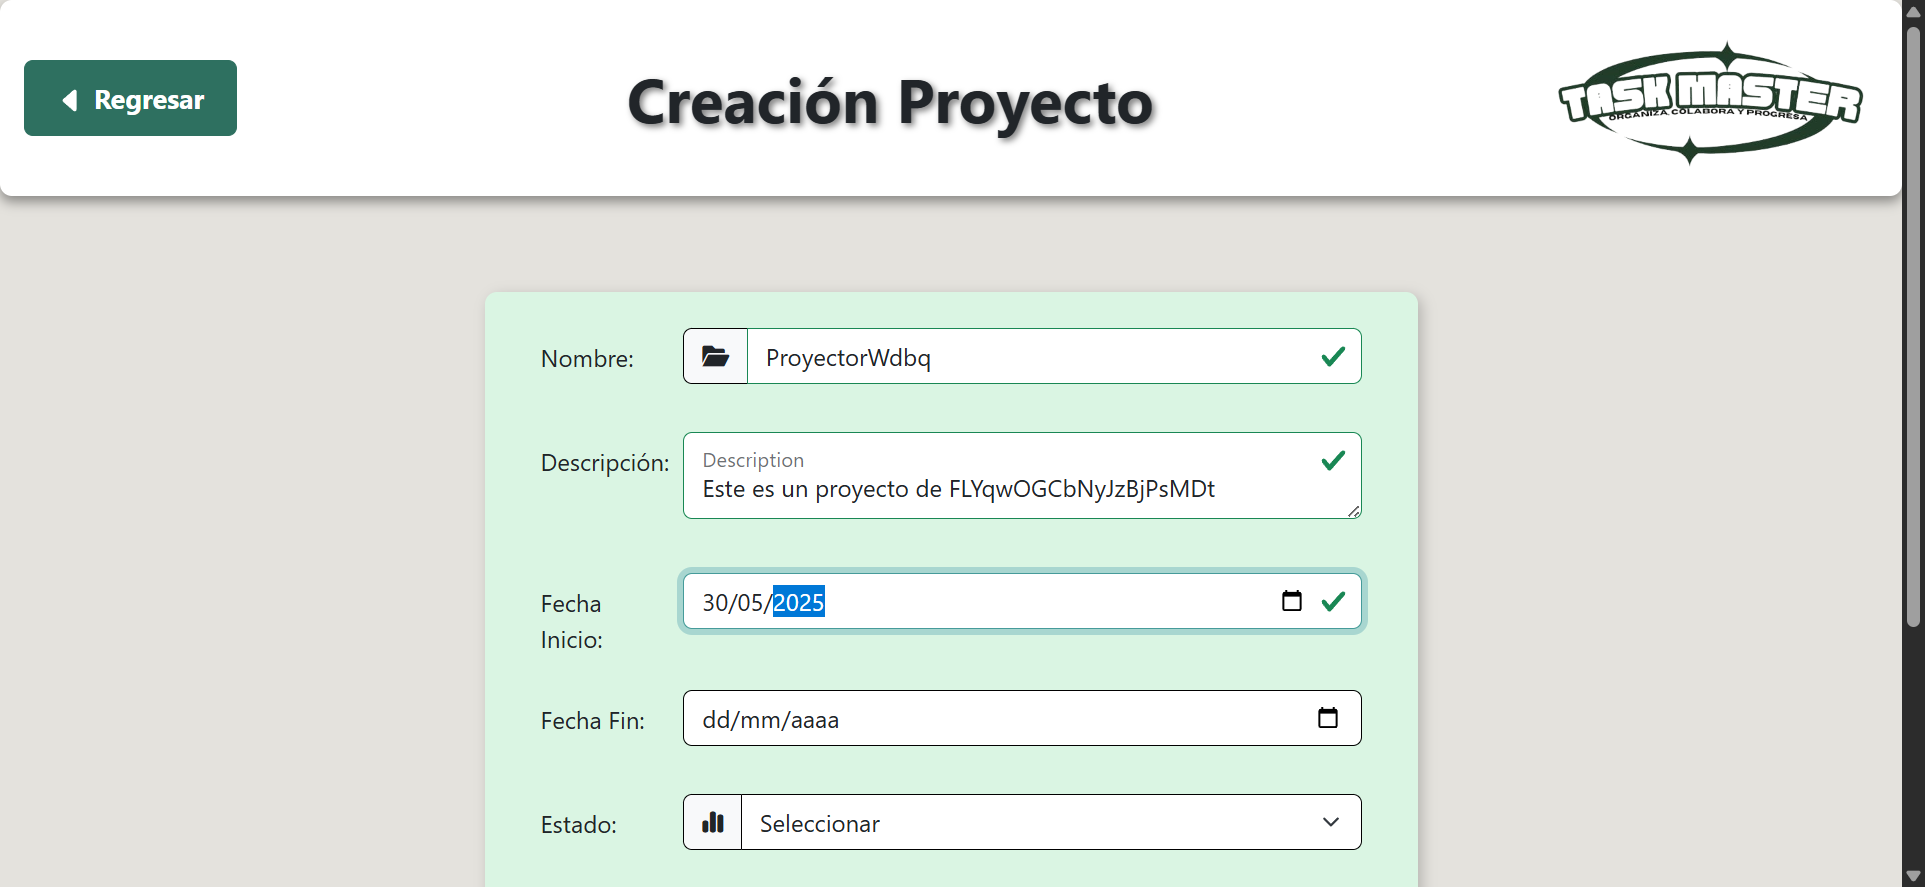 Regresar
Creación Proyecto
TASK MASTER
ORGANIZA, COLABORA Y PROGRESA
Nombre:
ProyectorWdbq
Descripción:
Description
Este es un proyecto de FLYqwOGCbNyJzBjPsMDt
Fecha Inicio:
30/05/2025
Fecha Fin:
dd/mm/aaaa
Estado:
Seleccionar